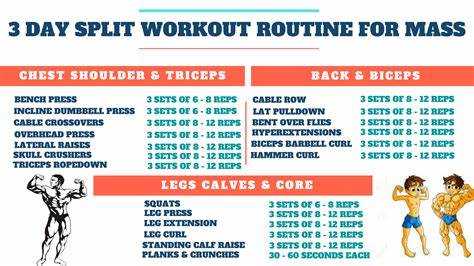 3 DAY SPLIT WORKOUT ROUTINE FOR MASS
CHEST SHOULDER & TRICEPS
BENCH PRESS 3 SETS OF 6 - 8 REPS
INCLINE DUMBBELL PRESS 3 SETS OF 6 - 8 REPS
CABLE CROSSOVERS 3 SETS OF 8 - 12 REPS
OVERHEAD PRESS 3 SETS OF 8 - 12 REPS
LATERAL RAISES 3 SETS OF 8 - 12 REPS
SKULL CRUSHERS 3 SETS OF 8 - 12 REPS
TRICEPS ROPEDOWN 3 SETS OF 8 - 12 REPS
BACK & BICEPS
CABLE ROW 3 SETS OF 8 - 12 REPS
LAT PULLDOWN 3 SETS OF 8 - 12 REPS
BENT OVER FLIES 3 SETS OF 8 - 12 REPS
HYPEREXTENSIONS 3 SETS OF 8 - 12 REPS
BICEPS BARBELL CURL 3 SETS OF 8 - 12 REPS
HAMMER CURL 3 SETS OF 8 - 12 REPS
LEGS CALVES & CORE
SQUATS 3 SETS OF 6 - 8 REPS
LEG PRESS 3 SETS OF 8 - 12 REPS
LEG EXTENSION 3 SETS OF 8 - 12 REPS
LEG CURL 3 SETS OF 8 - 12 REPS
STANDING CALF RAISE 3 SETS OF 8 - 12 REPS
PLANKS & CRUNCHES 30 - 60 SECONDS EACH